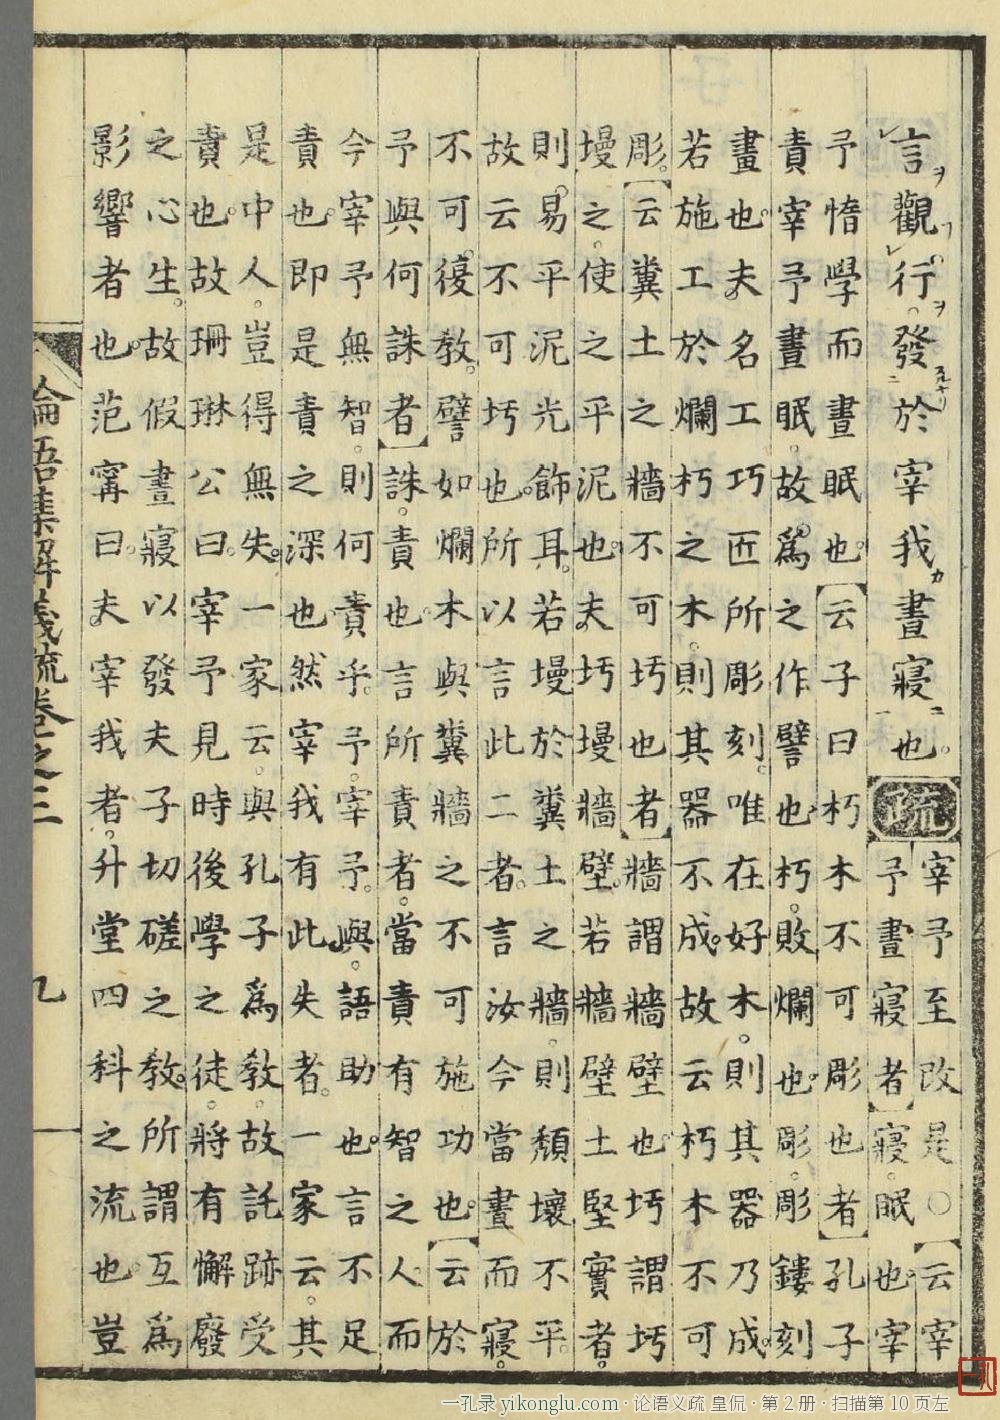 言觀行發於宰我晝寢也疏
宰予至改是○云宰
予晝寢者寢眠也宰
予惰學而晝眠也云子曰朽木不可彫也者孔子
責宰予晝眠故爲之作譬也朽敗爛也彫彫鏤刻
畫也夫名工巧匠所彫刻唯在好木則其器乃成
若施工於爛朽之木則其器不成故云朽木不可
彫云糞土之牆不可圬也者牆謂牆壁也圬謂圬
墁之使之平泥也夫圬墁牆壁若牆壁土堅實者
則易平泥光飾耳若墁於糞土之牆則頽壞不平
故云不可圬也所以言此二者言汝今當晝而寢
不可復教譬如爛木與糞牆之不可施功也云於
予與何誅者誅責也言所責者當責有智之人而
今宰予無智則何責乎予宰予與語助也言不足
責也即是責之深也然宰我有此失者一家云其
是中人豈得無失一家云與孔子爲教故託跡受
責也故珊琳公曰宰予見時後學之徒將有懈廢
之心生故假晝寢以發夫子切磋之教所謂互爲
影響者也范甯曰夫宰我者升堂四科之流也豈
論語集解義疏卷之三
九
一孔录 yikonglu.com · 论语义疏 皇侃 · 第 2 册 · 扫描第 10 页左